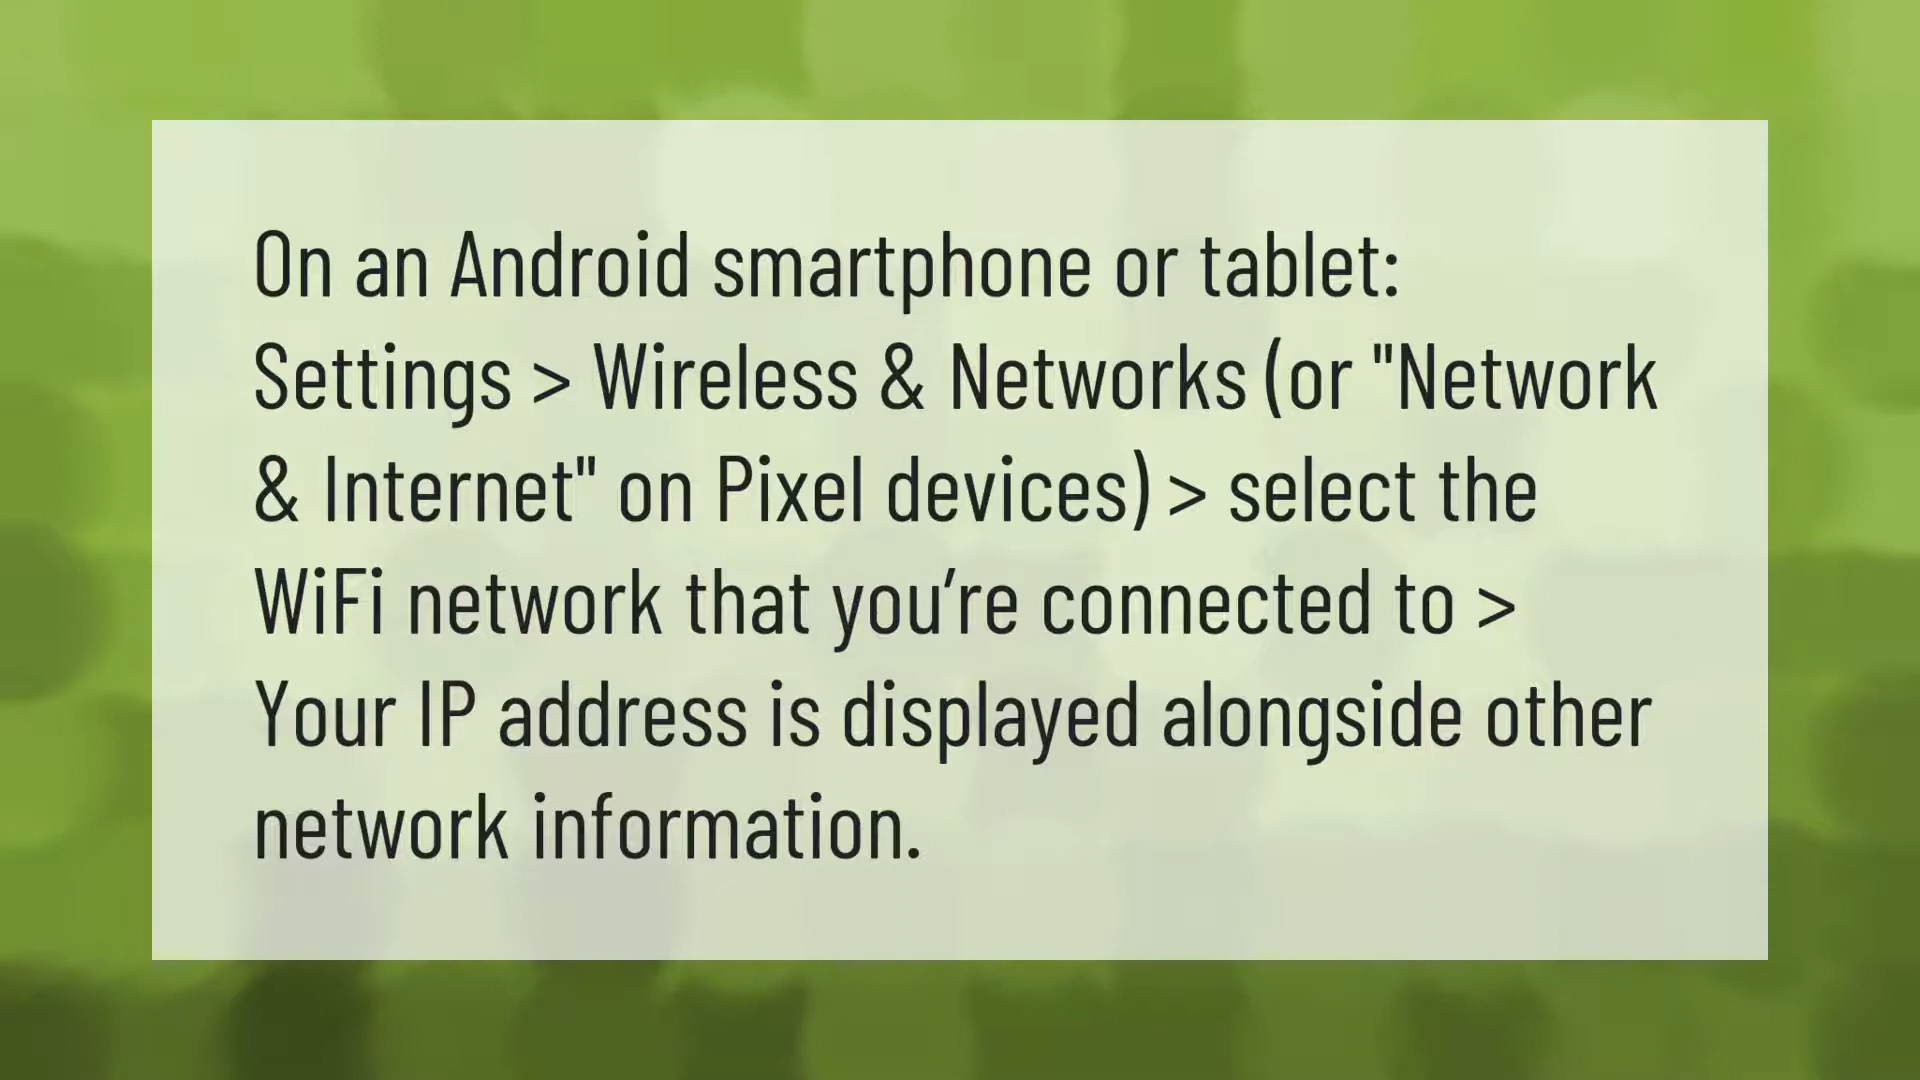 On an Android smartphone or tablet:
Settings > Wireless & Networks (or "Network
& Internet" on Pixel devices) > select the
WiFi network that you’re connected to >
Your IP address is displayed alongside other
network information.